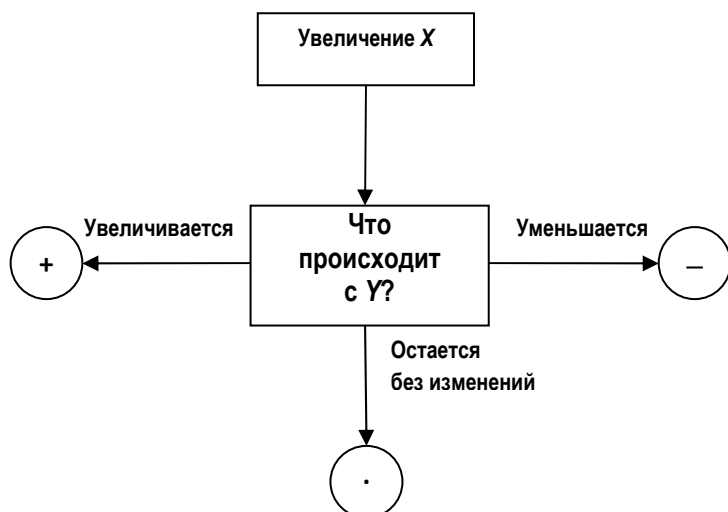 Увеличение X
Увеличивается
Что
происходит
с Y?
Уменьшается
+
–
Остается
без изменений
·